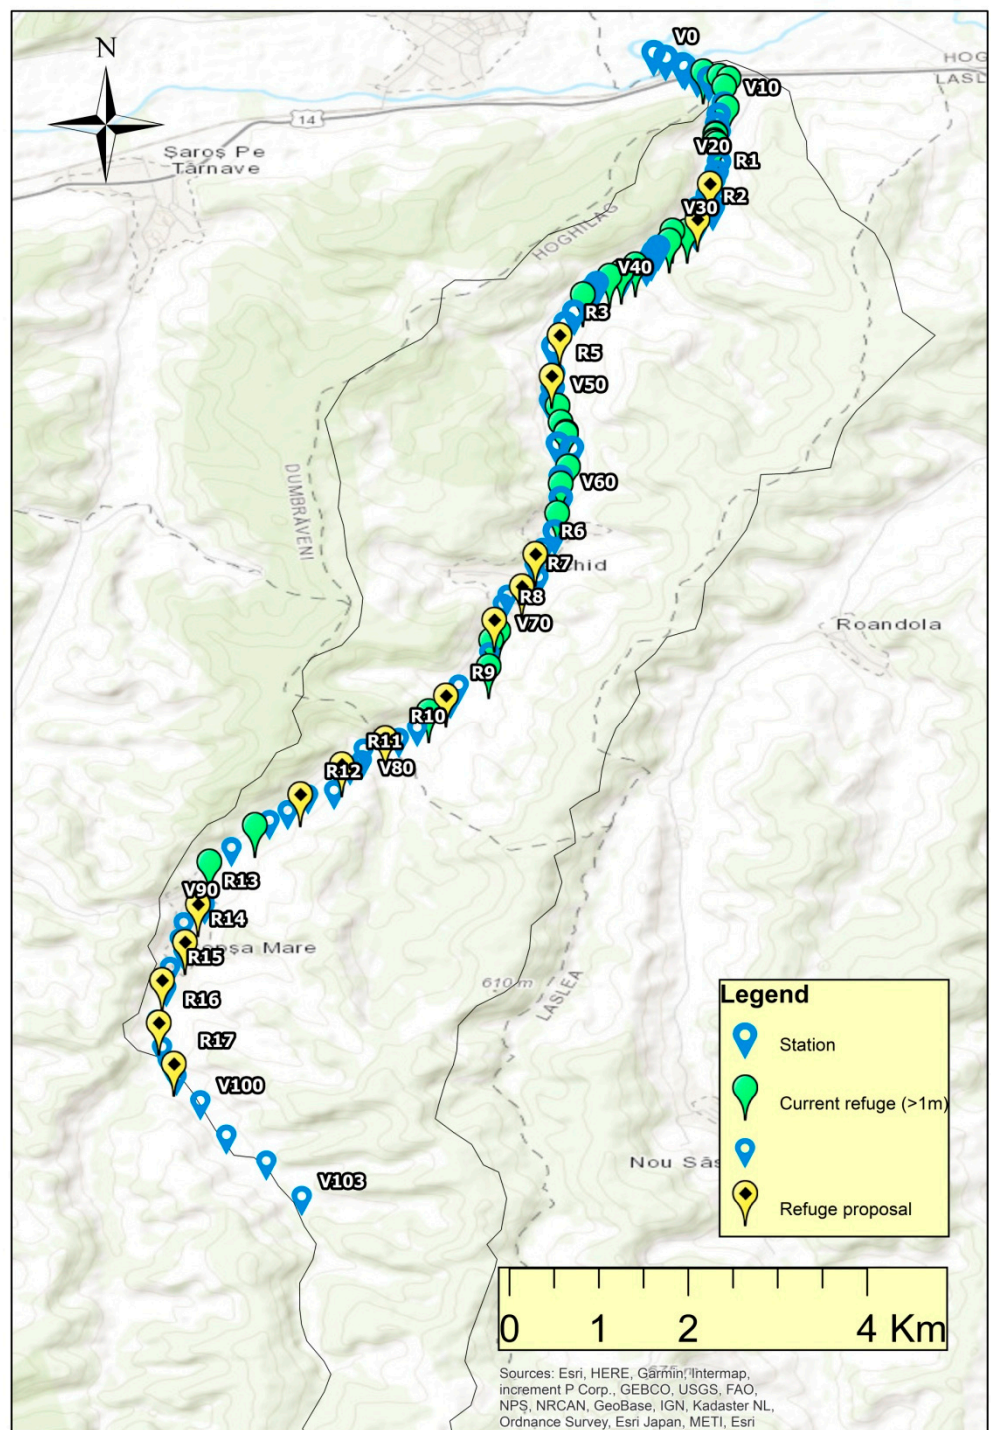 N
V0
HOG
LASL
V10
14
Șaroș Pe
Târnave
V20
R1
R2
V30
HOGHILAG
V40
R3
R5
V50
DUMBRĂVENI
V60
R6
R7
hid
R8
V70
Roandola
R9
R10
R11
V80
R12
R13
V90
R14
pșa Mare
R15
610 m
LASLEA
R16
R17
V100
Nou Săs
V103
Legend
Station
Current refuge (>1m)
Refuge proposal
0 1 2 4 Km
Sources: Esri, HERE, Garmin, Intermap,
increment P Corp., GEBCO, USGS, FAO,
NPS, NRCAN, GeoBase, IGN, Kadaster NL,
Ordnance Survey, Esri Japan, METI, Esri